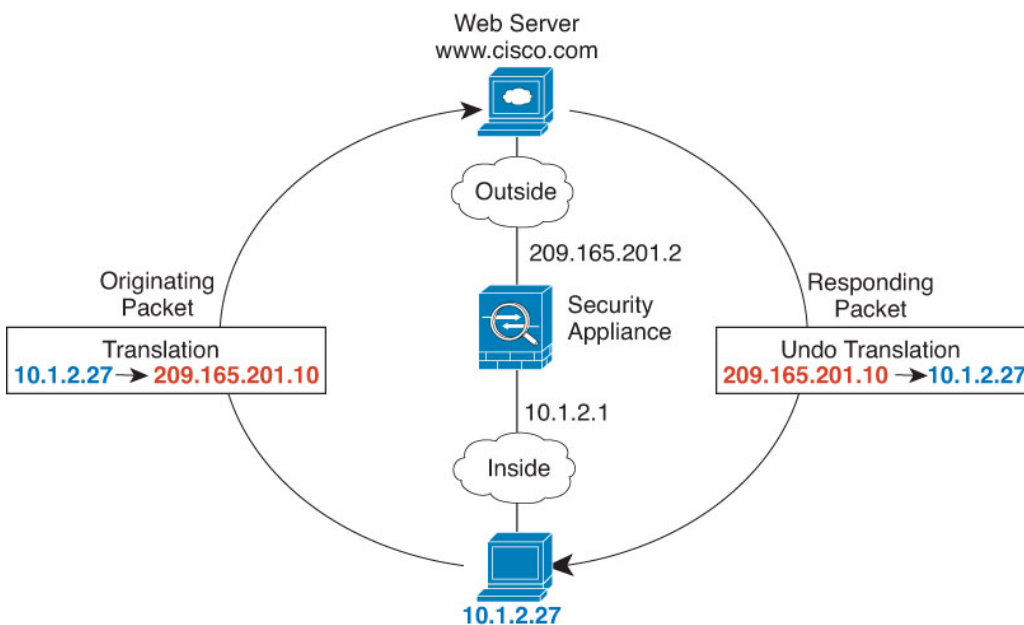 Web Server
www.cisco.com
Outside
209.165.201.2
Originating
Packet
Translation
10.1.2.27 → 209.165.201.10
Security
Appliance
Responding
Packet
Undo Translation
209.165.201.10 → 10.1.2.27
10.1.2.1
Inside
10.1.2.27